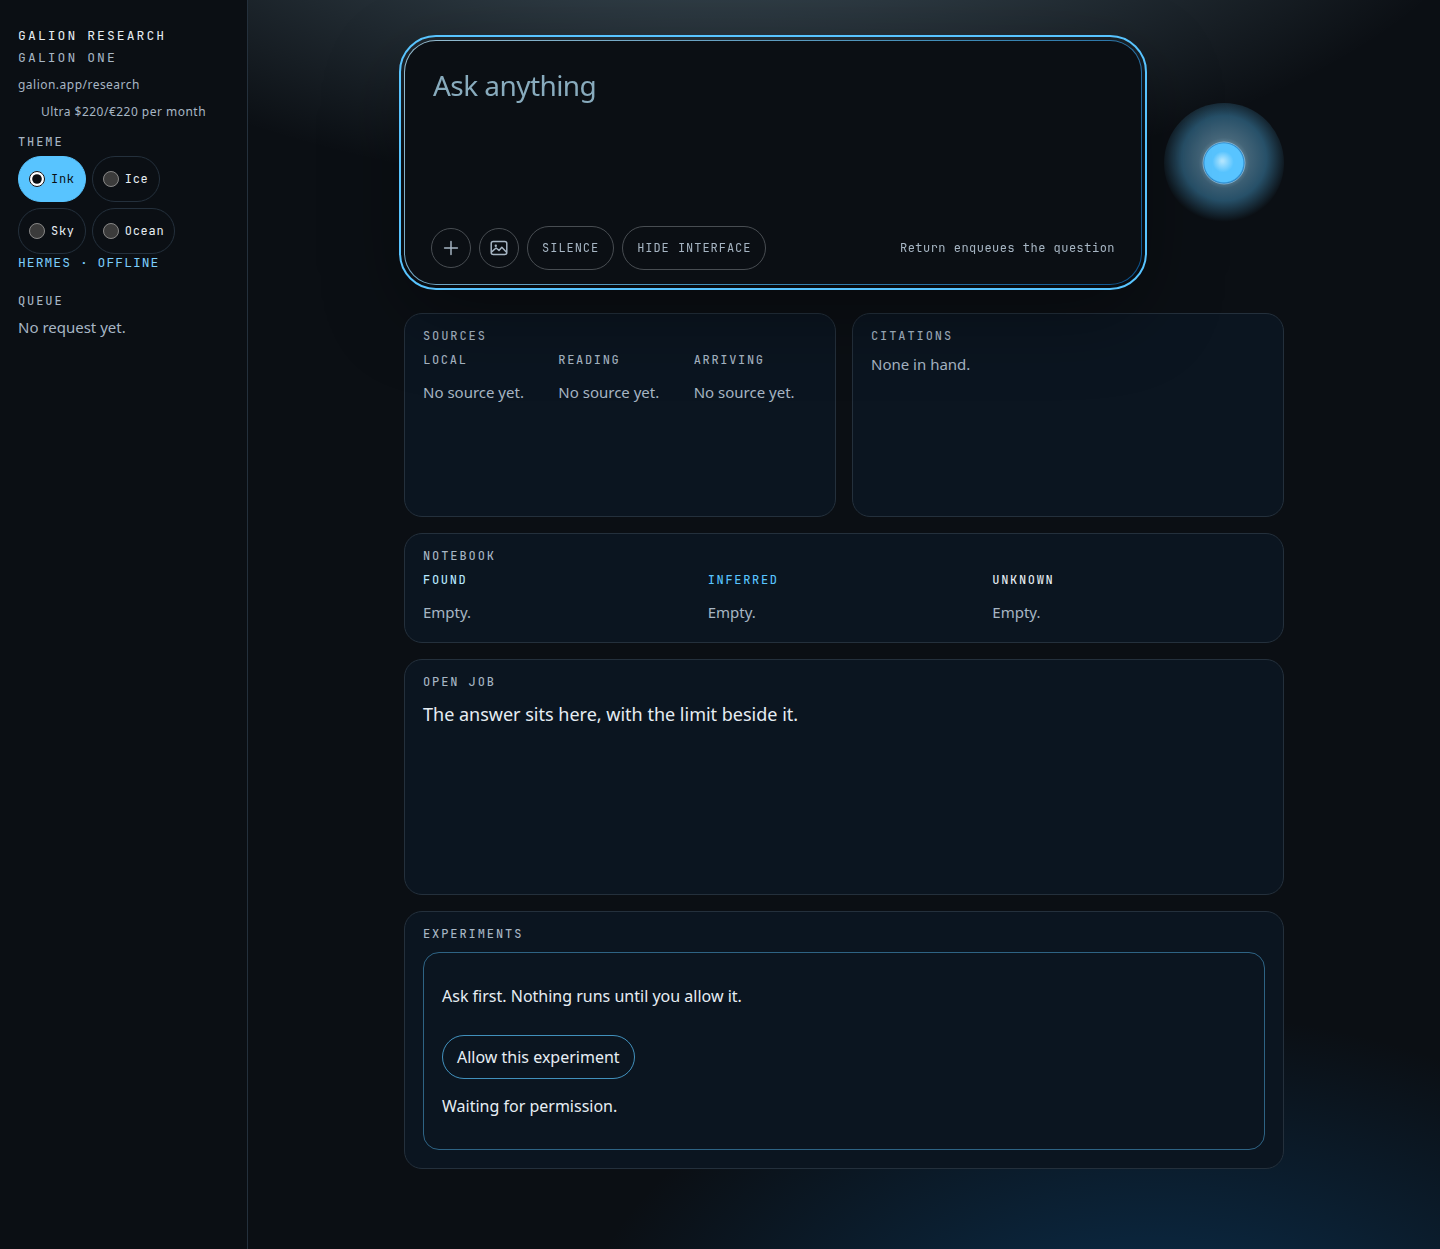 GALION RESEARCH
GALION ONE
galion.app/research
Ultra $220/€220 per month
THEME
Ink
Ice
Sky
Ocean
HERMES · OFFLINE
QUEUE
No request yet.
Ask anything
SILENCE
HIDE INTERFACE
Return enqueues the question
SOURCES
LOCAL
READING
ARRIVING
No source yet.
No source yet.
No source yet.
CITATIONS
None in hand.
NOTEBOOK
FOUND
INFERRED
UNKNOWN
Empty.
Empty.
Empty.
OPEN JOB
The answer sits here, with the limit beside it.
EXPERIMENTS
Ask first. Nothing runs until you allow it.
Allow this experiment
Waiting for permission.